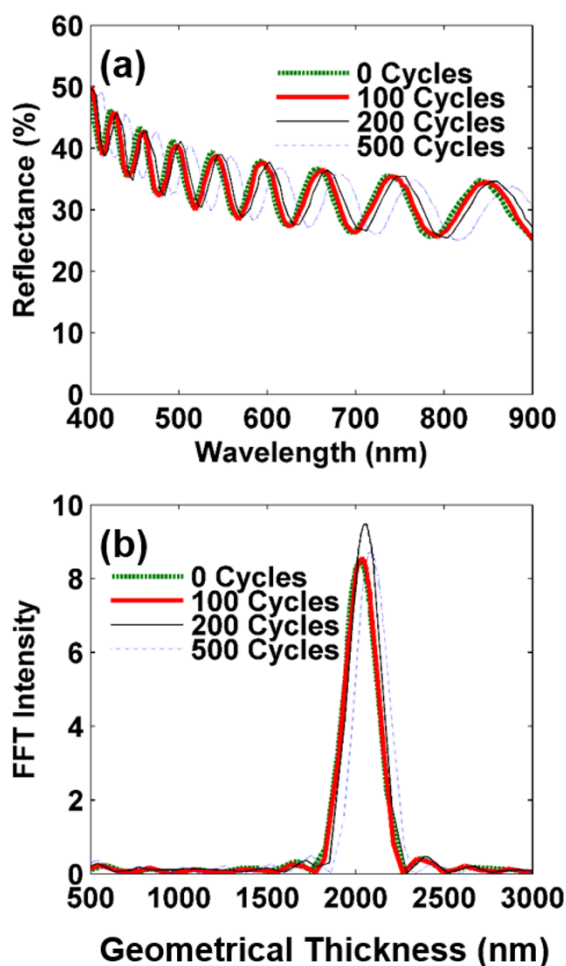 60
(a)
0 Cycles
50
100 Cycles
200 Cycles
40
500 Cycles
30
20
10
0
Reflectance (%)
400 500 600 700 800 900
Wavelength (nm)
10
(b)
0 Cycles
8
100 Cycles
200 Cycles
6
500 Cycles
4
2
0
FFT Intensity
500 1000 1500 2000 2500 3000
Geometrical Thickness (nm)